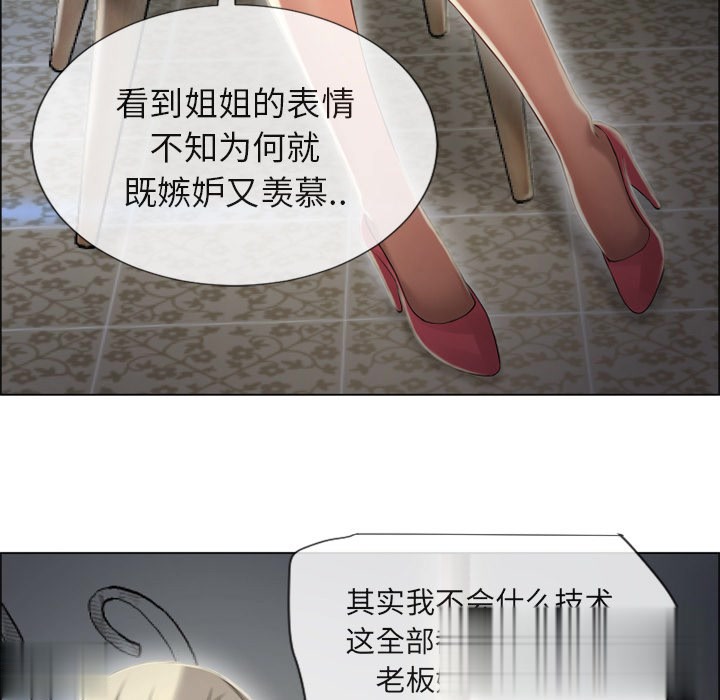 看到姐姐的表情
不知为何就
既嫉妒又羡慕..
其实我不会什么技术
这全部
老板